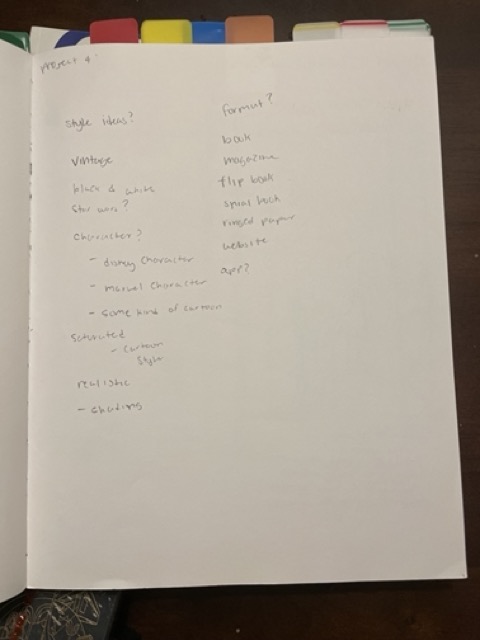 project 4
style ideas?
vintage
black & white
star wars?
character?
- disney character
- marvel character
- some kind of cartoon
saturated
- cartoon
style
realistic
- shading
format?
book
magazine
flip book
spiral book
ringed paper
website
app?